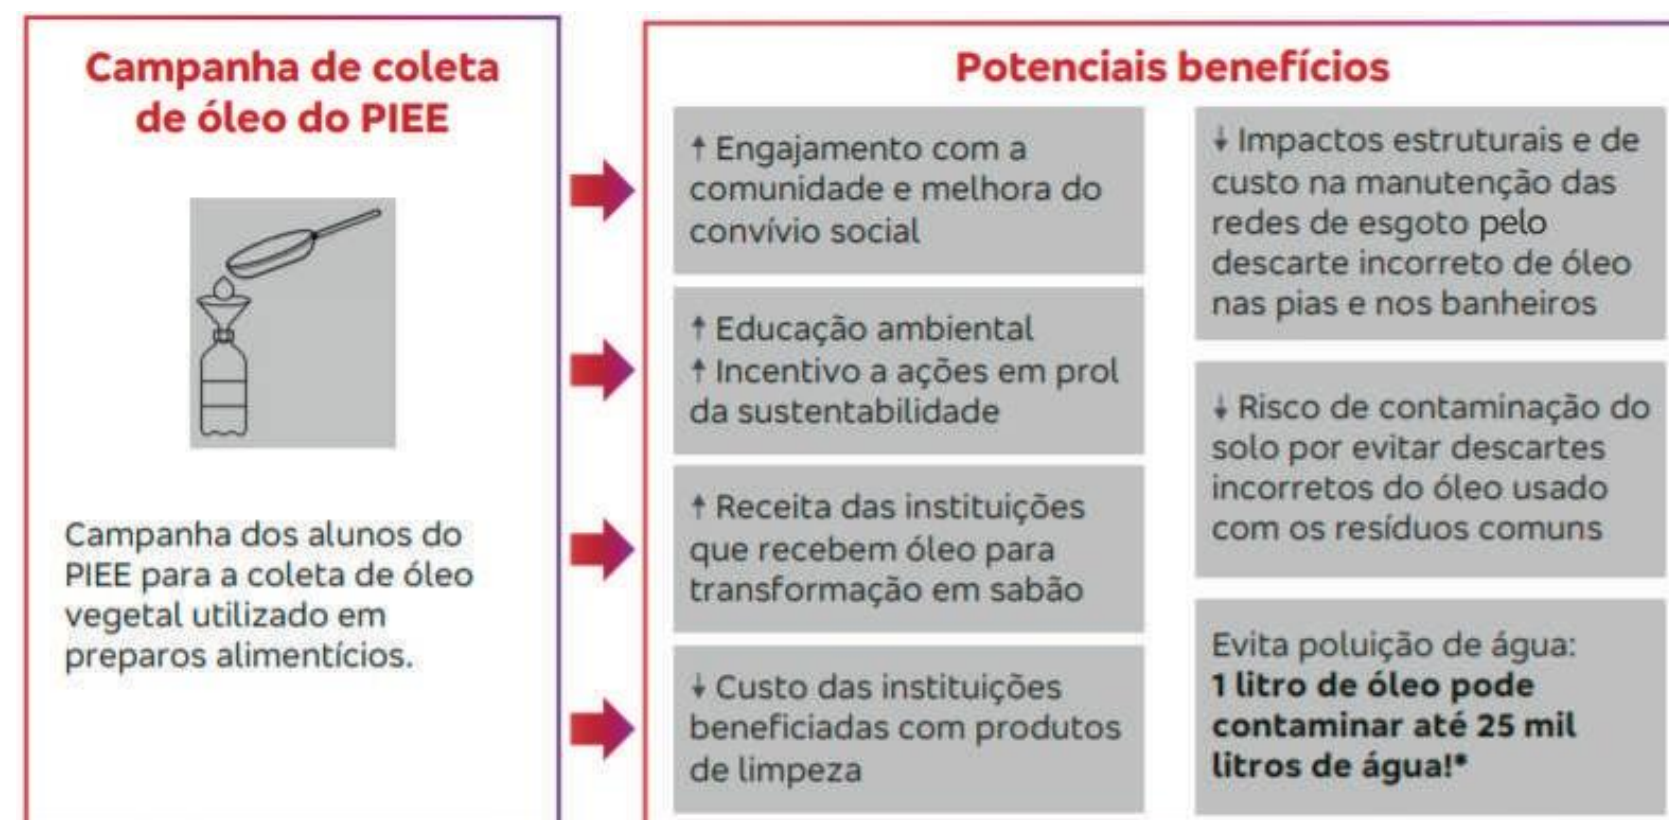 Campanha de coleta
de óleo do PIEE
Campanha dos alunos do
PIEE para a coleta de óleo
vegetal utilizado em
preparos alimentícios.
Potenciais benefícios
↑ Engajamento com a
comunidade e melhora do
convívio social
↑ Educação ambiental
↑ Incentivo a ações em prol
da sustentabilidade
↑ Receita das instituições
que recebem óleo para
transformação em sabão
↓ Custo das instituições
beneficiadas com produtos
de limpeza
↓ Impactos estruturais e de
custo na manutenção das
redes de esgoto pelo
descarte incorreto de óleo
nas pias e nos banheiros
↓ Risco de contaminação do
solo por evitar descartes
incorretos do óleo usado
com os resíduos comuns
Evita poluição de água:
1 litro de óleo pode
contaminar até 25 mil
litros de água!*